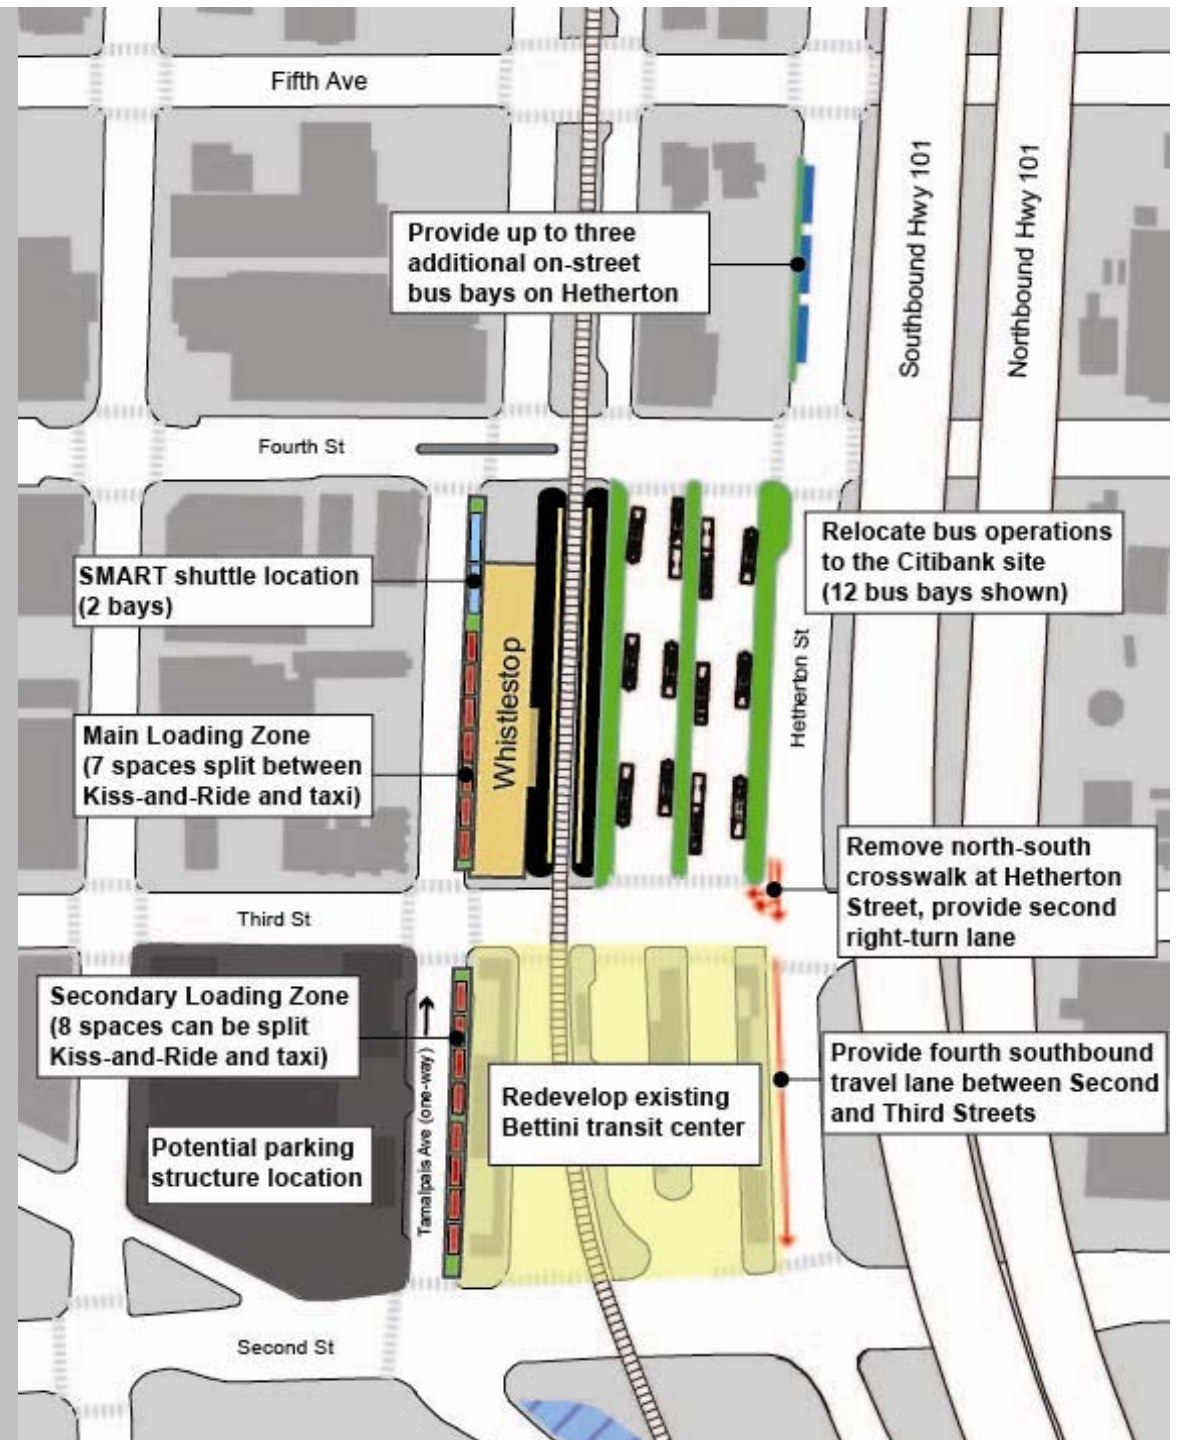 Fifth Ave
Southbound Hwy 101
Northbound Hwy 101
Provide up to three
additional on-street
bus bays on Hetherton
Fourth St
Relocate bus operations
to the Citibank site
(12 bus bays shown)
SMART shuttle location
(2 bays)
Whistlestop
Hetherton St
Main Loading Zone
(7 spaces split between
Kiss-and-Ride and taxi)
Remove north-south
crosswalk at Hetherton
Street, provide second
right-turn lane
Third St
Secondary Loading Zone
(8 spaces can be split
Kiss-and-Ride and taxi)
Tamalpais Ave (one-way)
Provide fourth southbound
travel lane between Second
and Third Streets
Redevelop existing
Bettini transit center
Potential parking
structure location
Second St